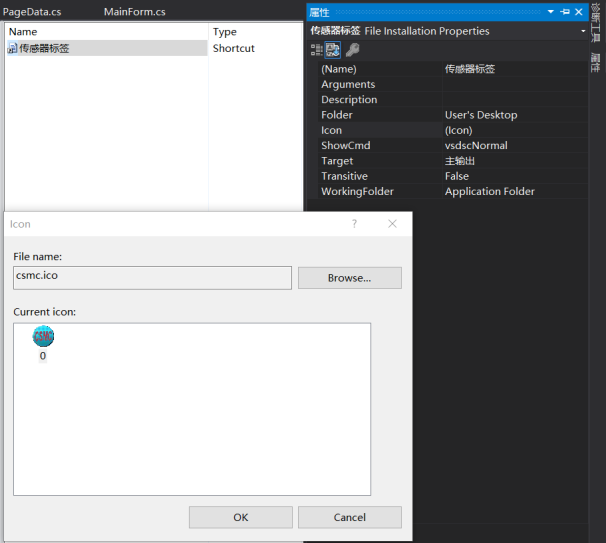 PageData.cs MainForm.cs
Name Type
传感器标签 Shortcut
属性
传感器标签 File Installation Properties
(Name) 传感器标签
Arguments
Description
Folder User's Desktop
Icon (Icon)
ShowCmd vsdscNormal
Target 主输出
Transitive False
WorkingFolder Application Folder
诊断工具 属性
Icon ?
File name:
csmc.ico Browse...
Current icon:
CSMC
0
OK Cancel